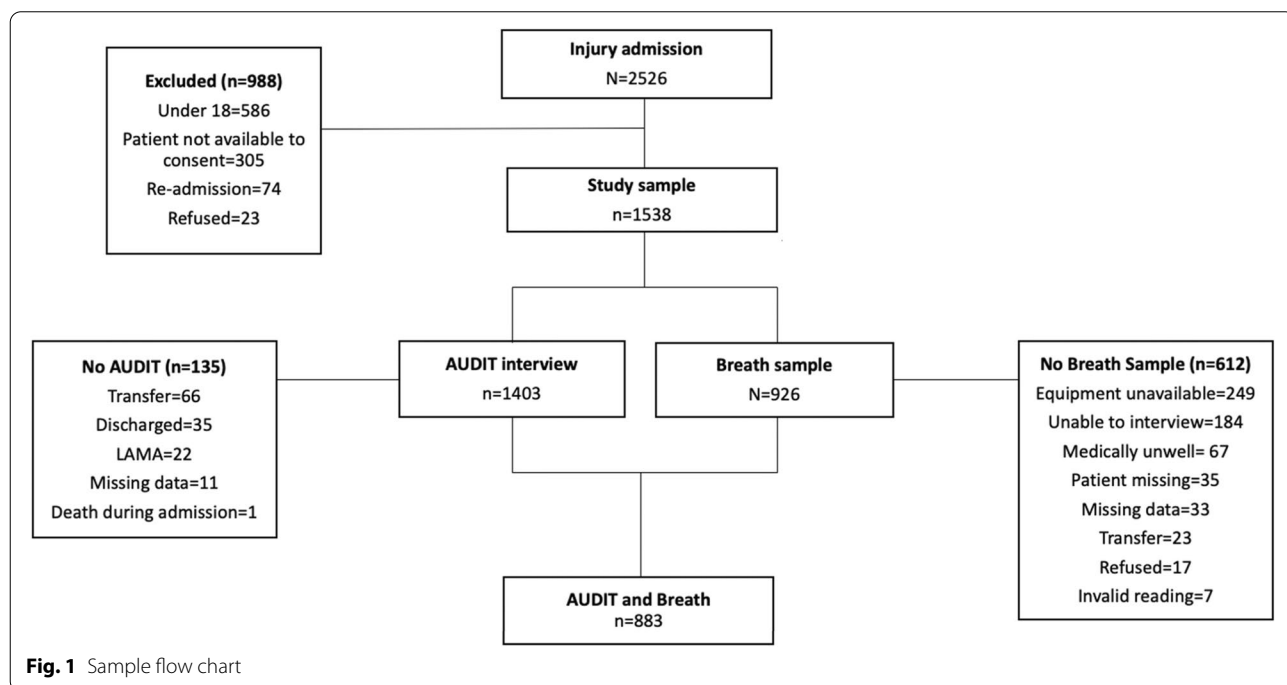 Injury admission
N=2526
Excluded (n=988)
Under 18=586
Patient not available to
consent=305
Re-admission=74
Refused=23
Study sample
n=1538
No AUDIT (n=135)
Transfer=66
Discharged=35
LAMA=22
Missing data=11
Death during admission=1
AUDIT interview
n=1403
Breath sample
N=926
No Breath Sample (n=612)
Equipment unavailable=249
Unable to interview=184
Medically unwell= 67
Patient missing=35
Missing data=33
Transfer=23
Refused=17
Invalid reading=7
AUDIT and Breath
n=883
Fig. 1 Sample flow chart